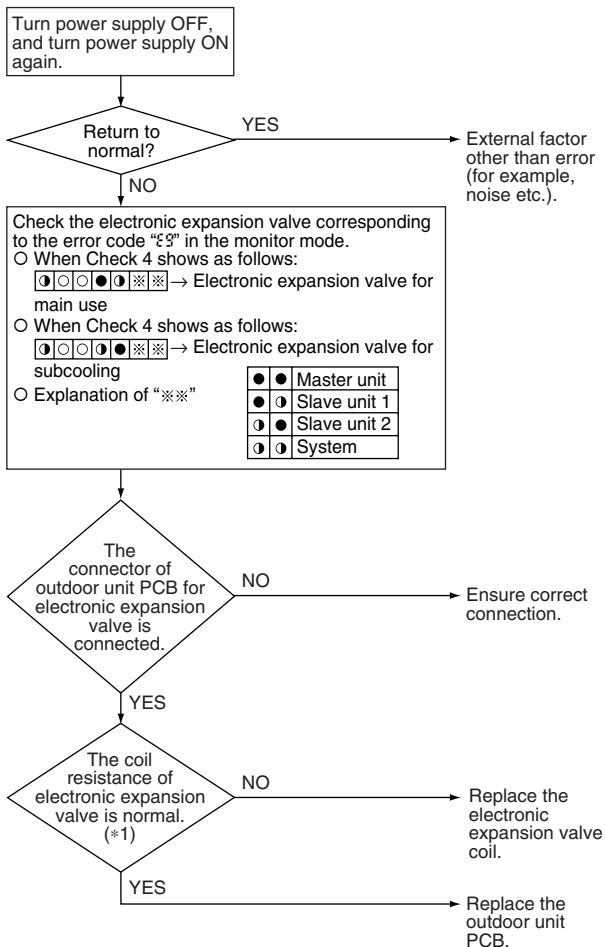 Turn power supply OFF,
and turn power supply ON
again.
Return to
normal?
YES
External factor
other than error
(for example,
noise etc.).
NO
Check the electronic expansion valve corresponding
to the error code “E9” in the monitor mode.
○ When Check 4 shows as follows:
◑○○●◑※※ → Electronic expansion valve for
main use
○ When Check 4 shows as follows:
◑○○◑●※※ → Electronic expansion valve for
subcooling
○ Explanation of “※※”
●● Master unit
●◑ Slave unit 1
◑● Slave unit 2
◑◑ System
The
connector of
outdoor unit PCB for
electronic expansion
valve is
connected.
NO
Ensure correct
connection.
YES
The coil
resistance of
electronic expansion
valve is normal.
(*1)
NO
Replace the
electronic
expansion valve
coil.
YES
Replace the
outdoor unit
PCB.